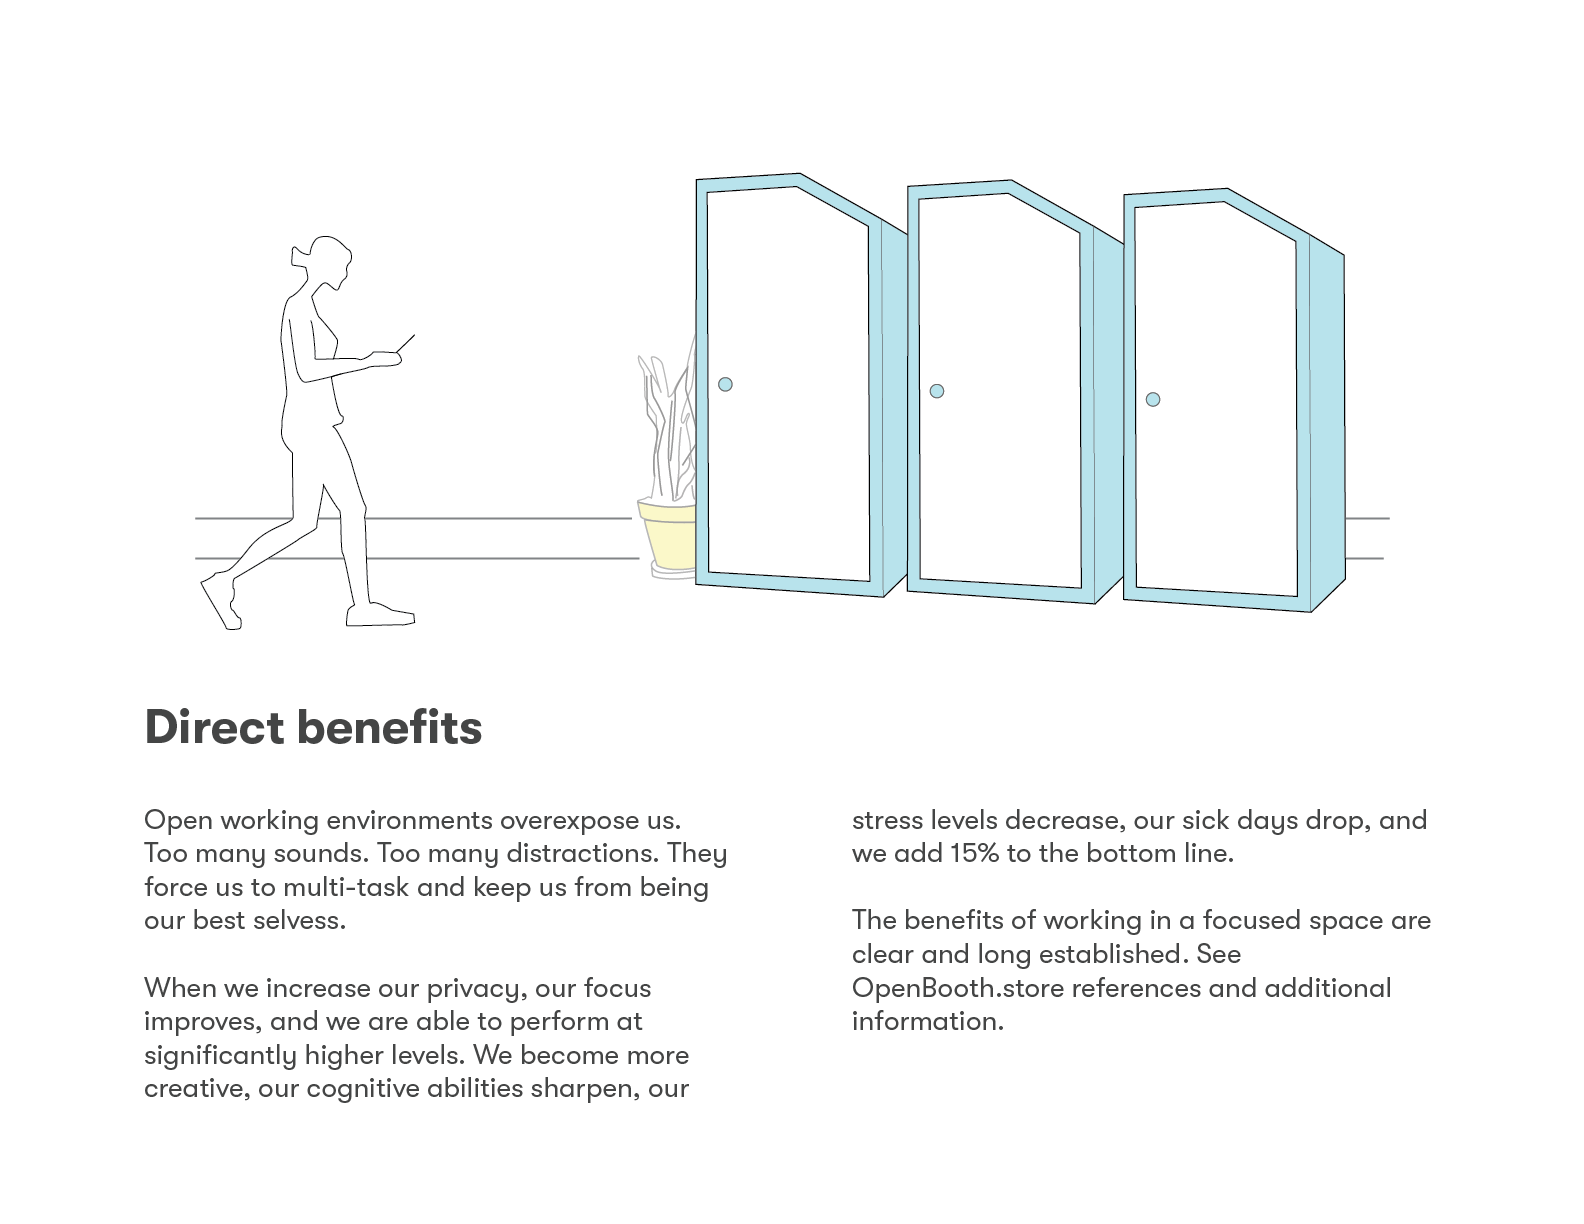 Direct benefits
Open working environments overexpose us.
Too many sounds. Too many distractions. They
force us to multi-task and keep us from being
our best selvess.
When we increase our privacy, our focus
improves, and we are able to perform at
significantly higher levels. We become more
creative, our cognitive abilities sharpen, our
stress levels decrease, our sick days drop, and
we add 15% to the bottom line.
The benefits of working in a focused space are
clear and long established. See
OpenBooth.store references and additional
information.